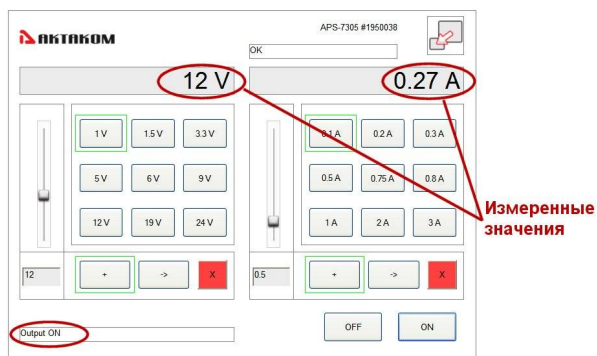 АКТАКОМ
APS-7305 #1950038
OK
12 V
0.27 A
1 V 1.5 V 3.3 V
0.1 A 0.2 A 0.3 A
5 V 6 V 9 V
0.5 A 0.75 A 0.8 A
12 V 19 V 24 V
1 A 2 A 3 A
Измеренные
значения
12 + -> X
0.5 + -> X
Output ON
OFF ON